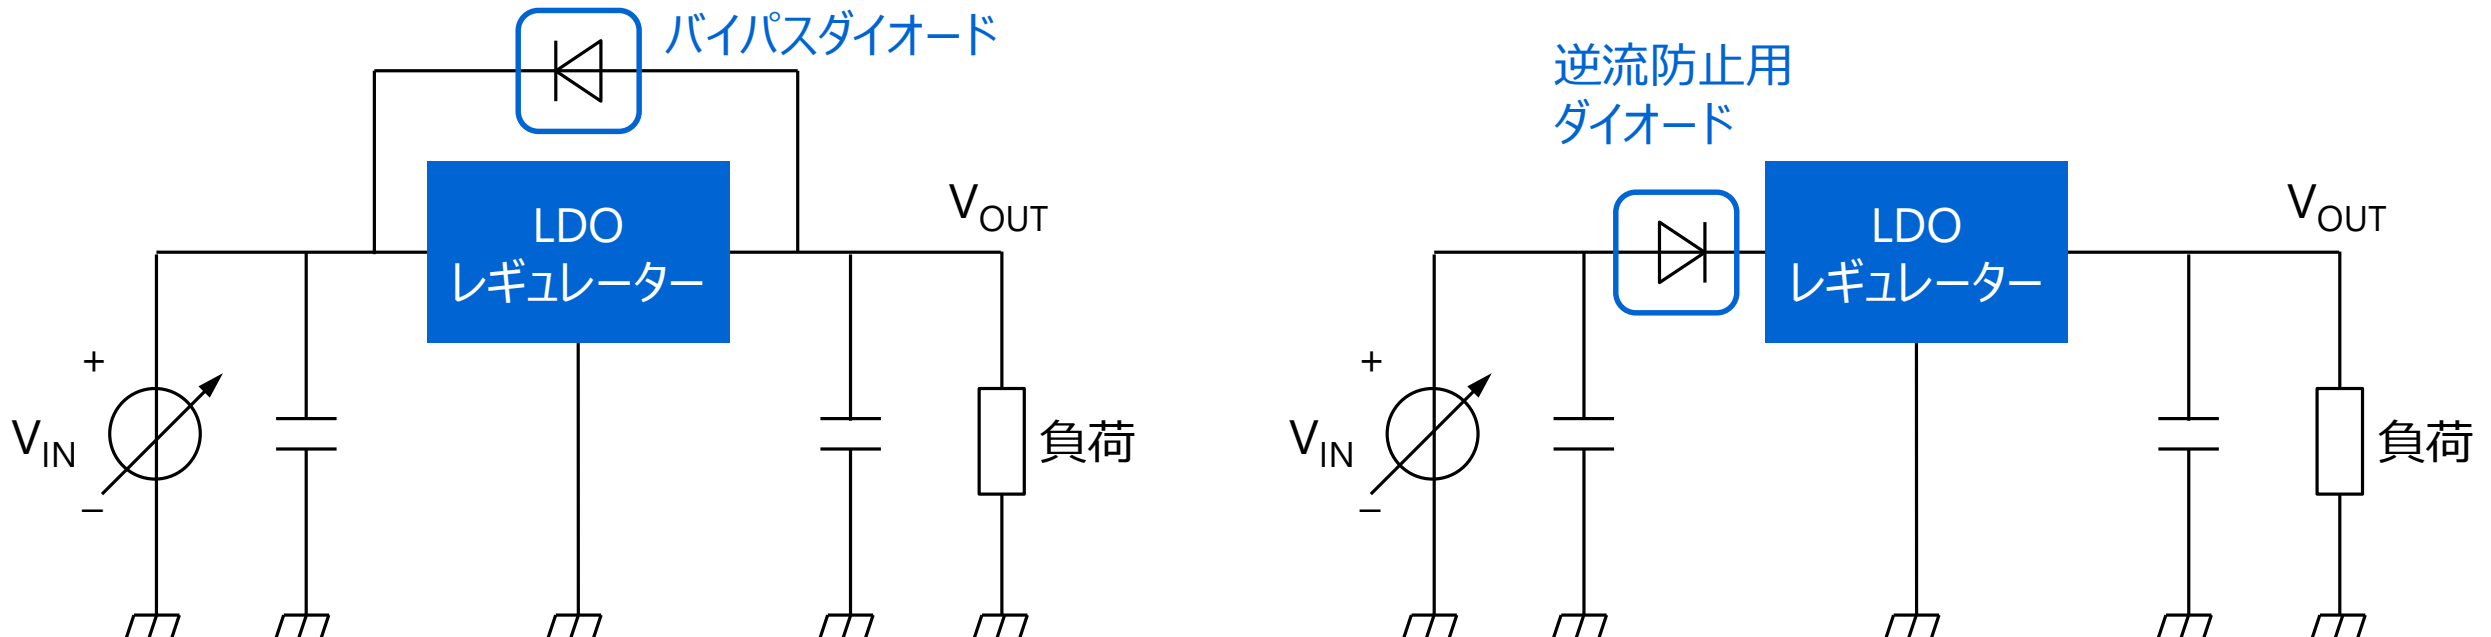 バイパスダイオード
LDO
レギュレーター
VOUT
+
VIN
−
負荷
逆流防止用
ダイオード
LDO
レギュレーター
VOUT
+
VIN
−
負荷